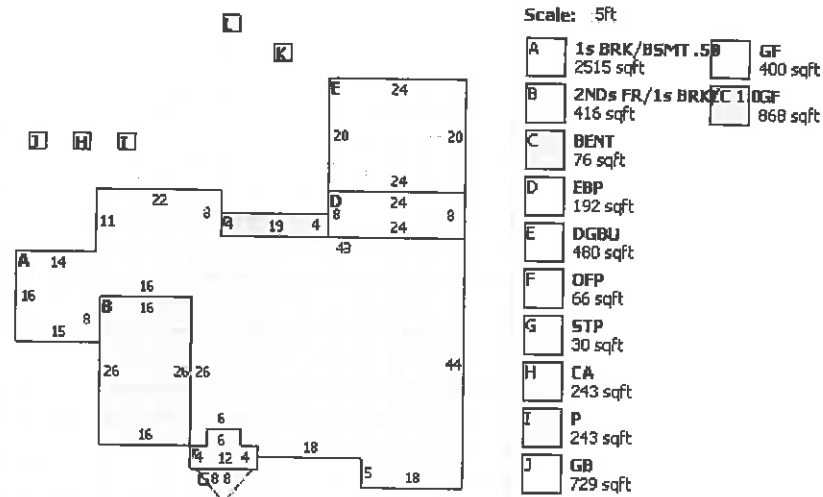 L
K
E
24
20
20
24
J
H
I
22
D
24
8
8
11
8
4
19
4
24
43
A
14
16
16
B
16
8
15
26
26
26
44
16
6
6
4
12
4
18
G
8
8
5
18
Scale: 5ft
A
1s BRK/BSMT .5B
2515 sqft
GF
400 sqft
B
2NDs FR/1s BRK/C 1.0
416 sqft
GF
868 sqft
C
BENT
76 sqft
D
EBP
192 sqft
E
DGBU
480 sqft
F
OFP
66 sqft
G
STP
30 sqft
H
CA
243 sqft
I
P
243 sqft
J
GB
729 sqft